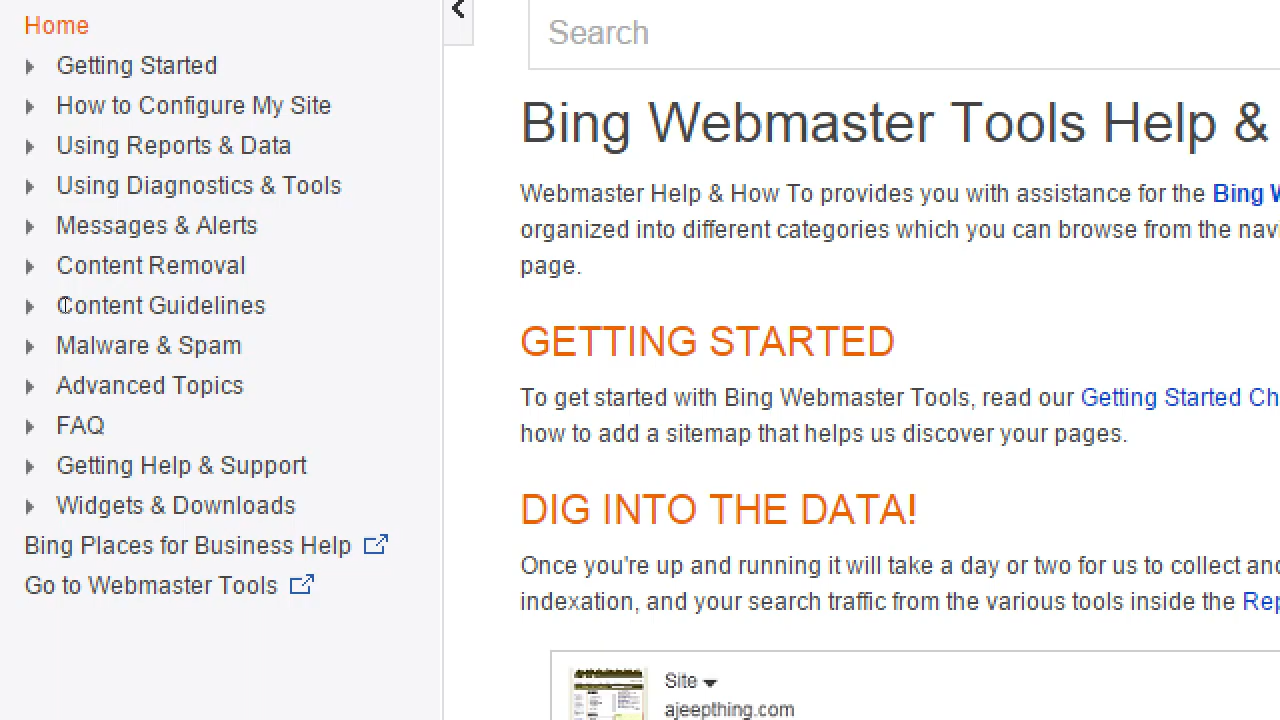 Home
Getting Started
How to Configure My Site
Using Reports & Data
Using Diagnostics & Tools
Messages & Alerts
Content Removal
Content Guidelines
Malware & Spam
Advanced Topics
FAQ
Getting Help & Support
Widgets & Downloads
Bing Places for Business Help
Go to Webmaster Tools
Search
Bing Webmaster Tools Help &
Webmaster Help & How To provides you with assistance for the Bing
organized into different categories which you can browse from the
page.
GETTING STARTED
To get started with Bing Webmaster Tools, read our Getting Started
how to add a sitemap that helps us discover your pages.
DIG INTO THE DATA!
Once you're up and running it will take a day or two for us to collect
indexation, and your search traffic from the various tools inside the
Site
ajeepthing.com